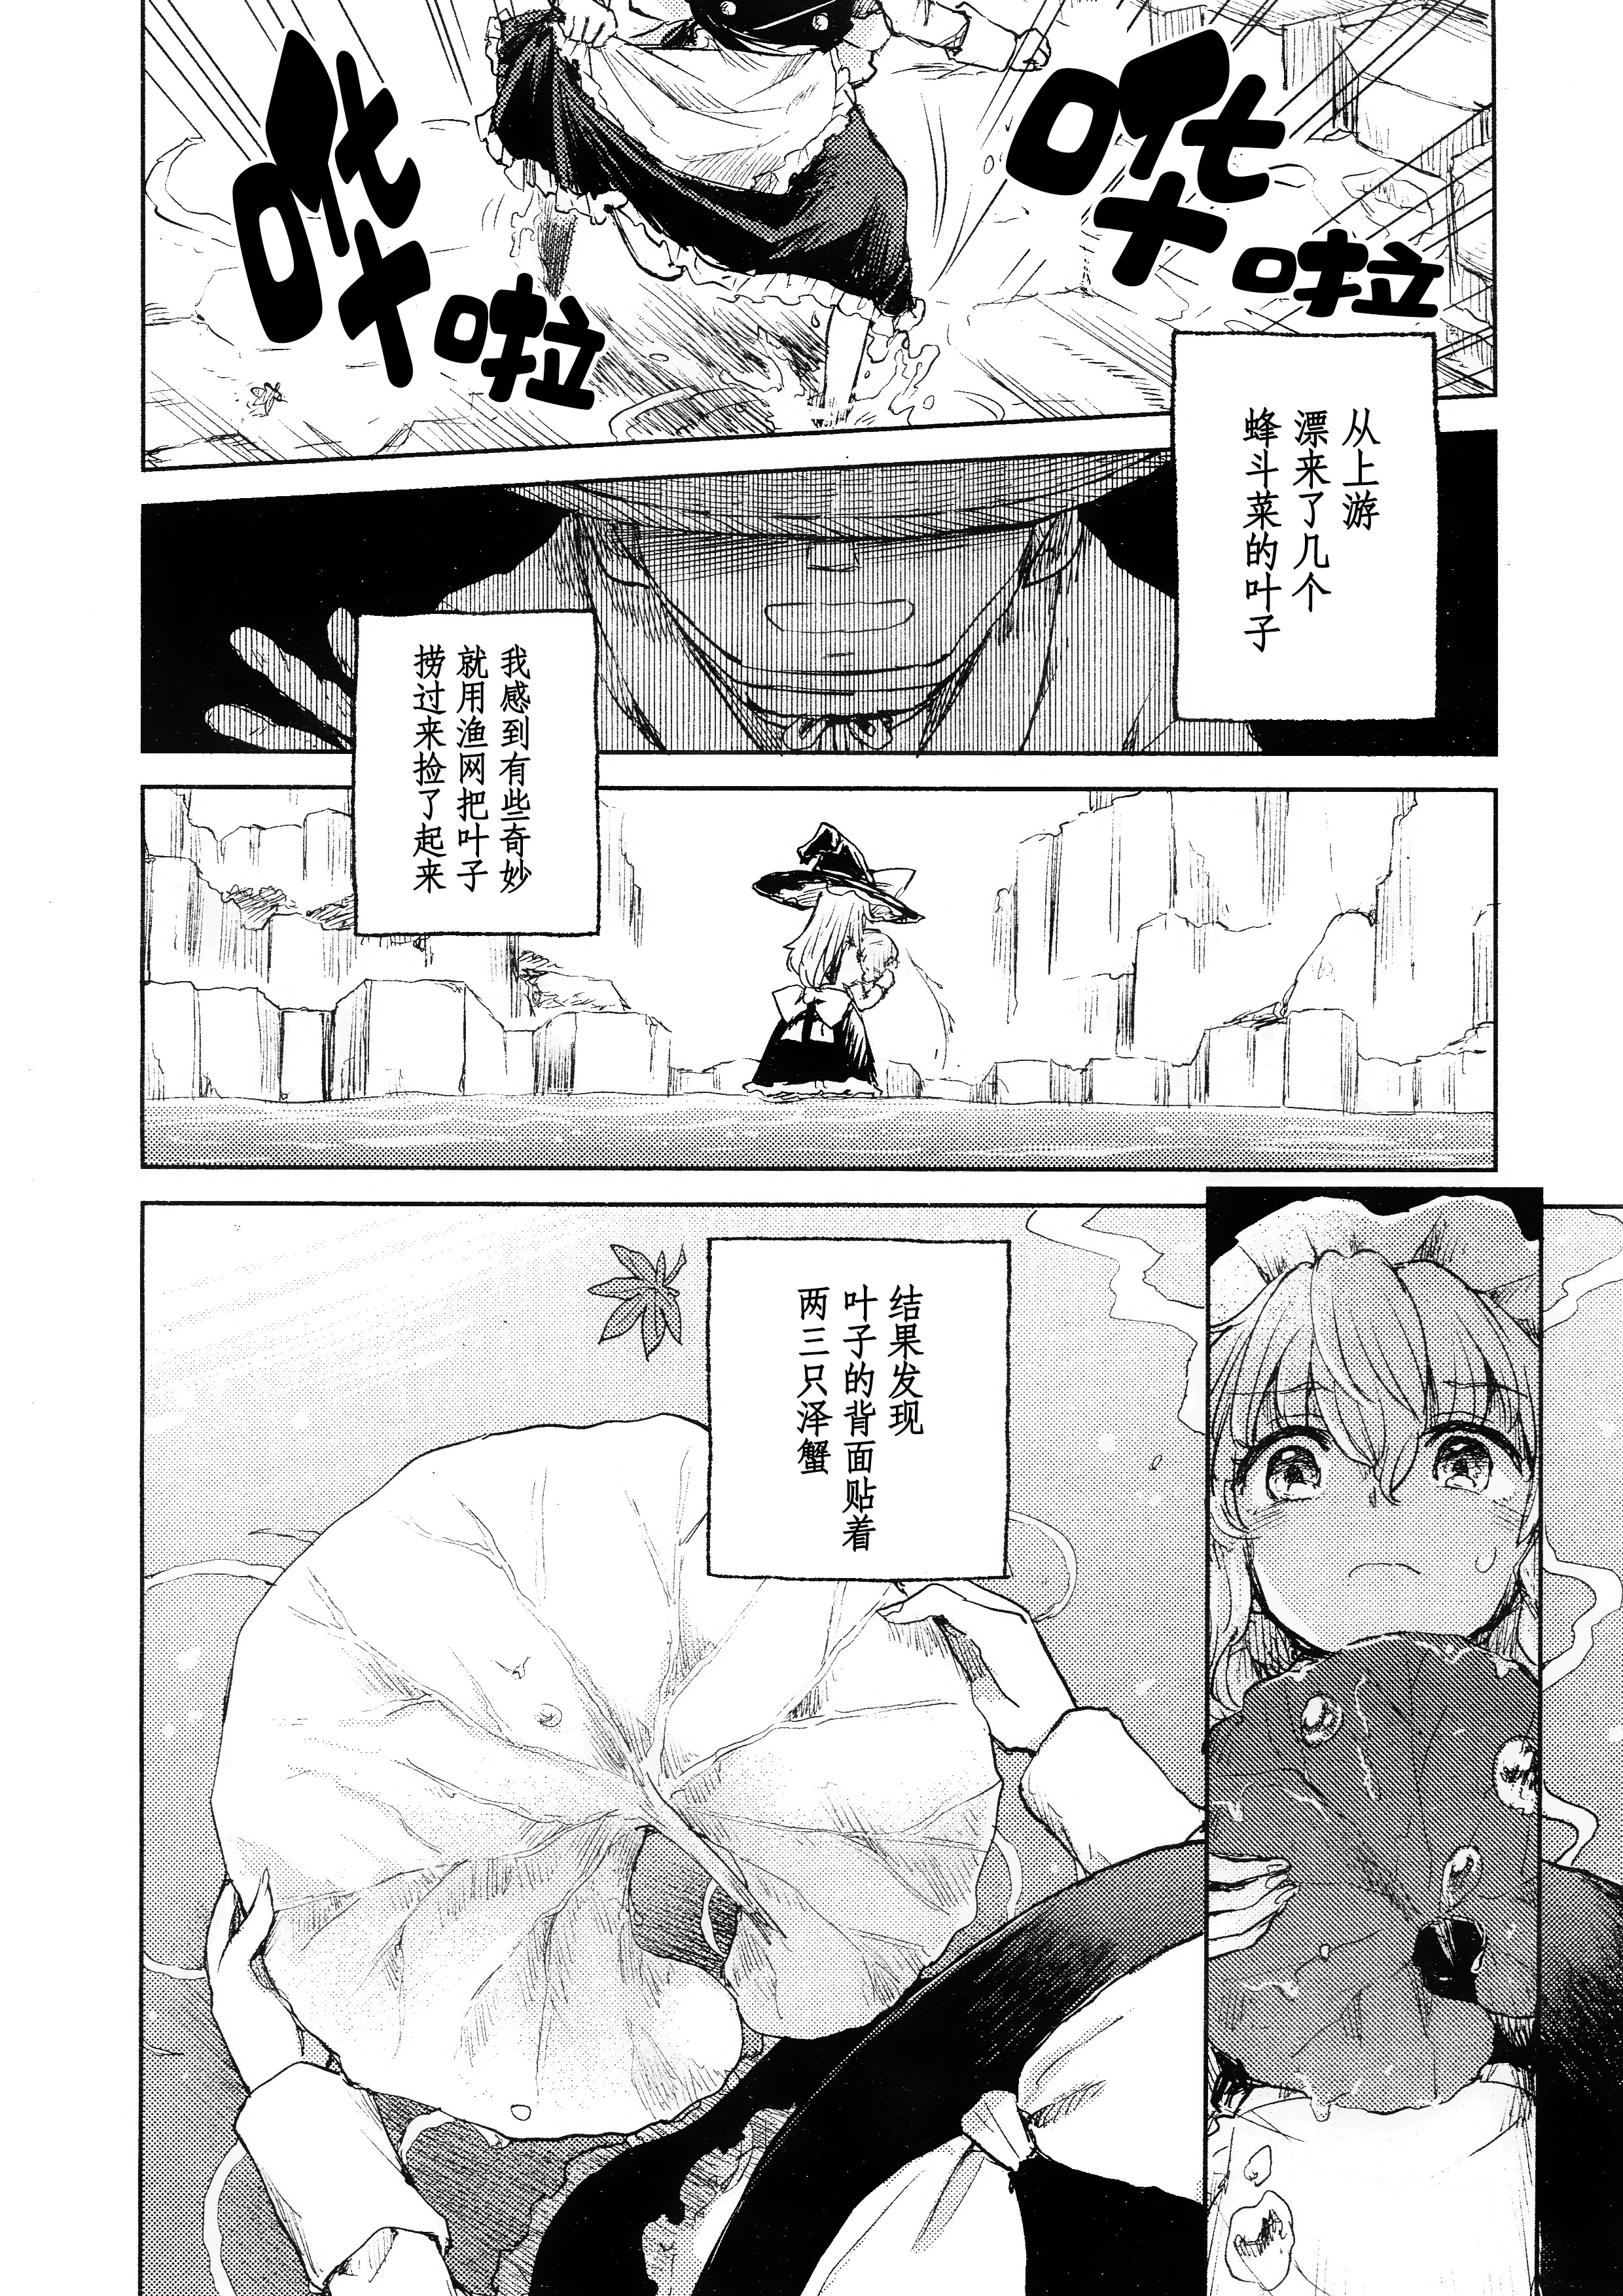 哗啦
哗啦
从上游
漂来了几个
蜂斗菜的叶子
我感到有些奇妙
就用渔网把叶子
捞过来捡了起来
结果发现
叶子的背面贴着
两三只泽蟹